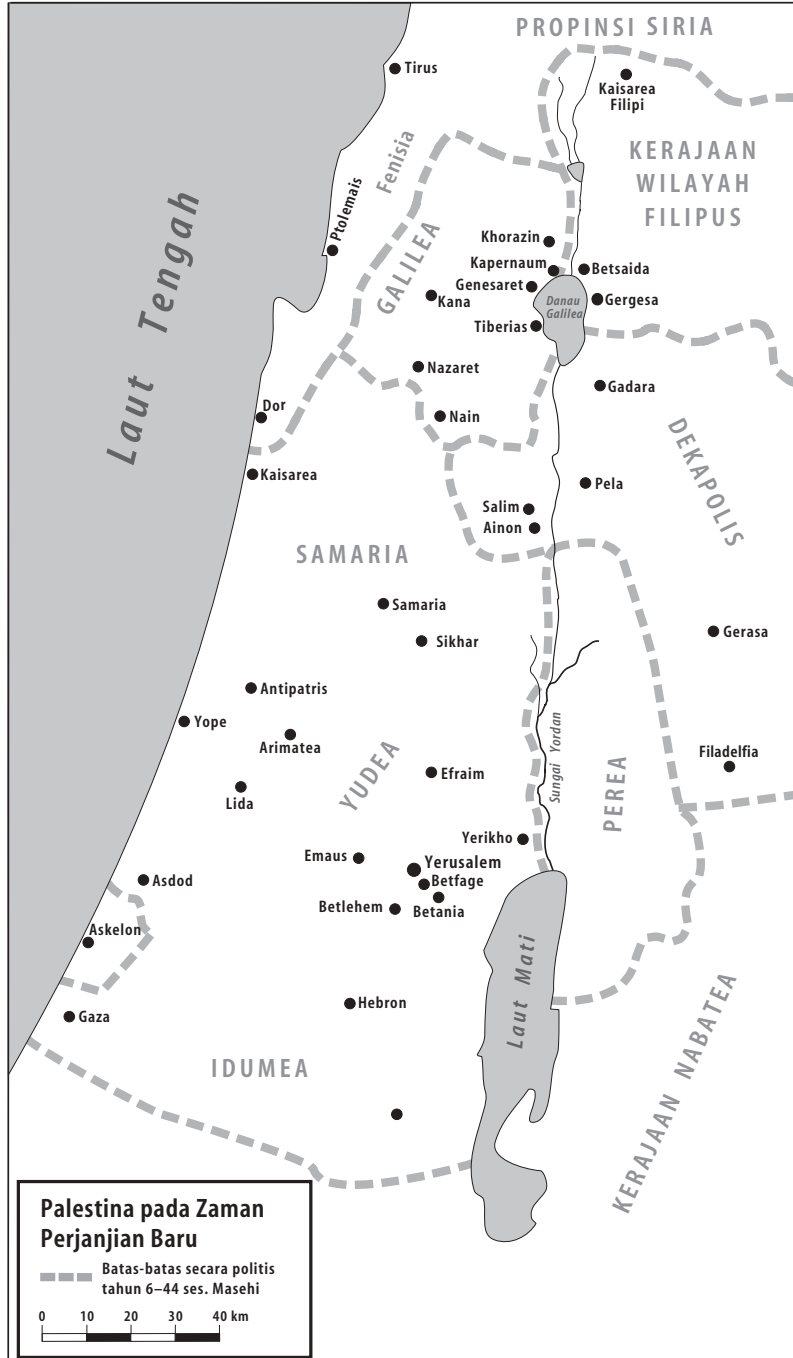 PROPINSI SIRIA
Tirus
Kaisarea
Filipi
Fenisia
KERAJAAN
WILAYAH
FILIPUS
Ptolemais
GALILEA
Khorazin
Kapernaum
Betsaida
Genesaret
Kana
Danau
Galilea
Gergesa
Tiberias
Laut Tengah
Nazaret
Gadara
Dor
Nain
DEKAPOLIS
Kaisarea
Pela
Salim
Ainon
SAMARIA
Samaria
Sikhar
Gerasa
Antipatris
Yope
Arimatea
YUDEA
Sungai Yordan
PEREA
Filadelfia
Efraim
Lida
Yerikho
Emaus
Yerusalem
Asdod
Betfage
Betlehem
Betania
Askelon
Laut Mati
Hebron
Gaza
IDUMEA
KERAJAAN NABATEA
Palestina pada Zaman
Perjanjian Baru
Batas-batas secara politis
tahun 6–44 ses. Masehi
0 10 20 30 40 km